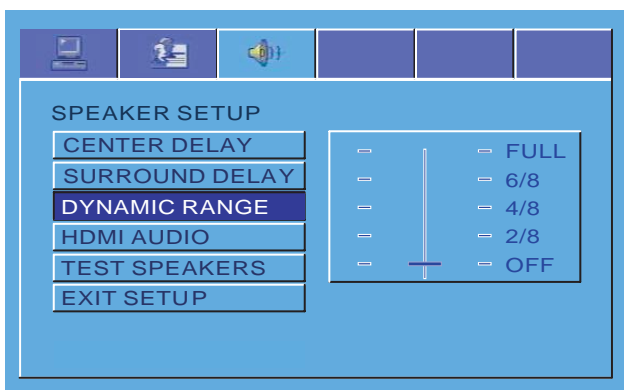 SPEAKER SETUP
CENTER DELAY
SURROUND DELAY
DYNAMIC RANGE
HDMI AUDIO
TEST SPEAKERS
EXIT SETUP
FULL
6/8
4/8
2/8
OFF